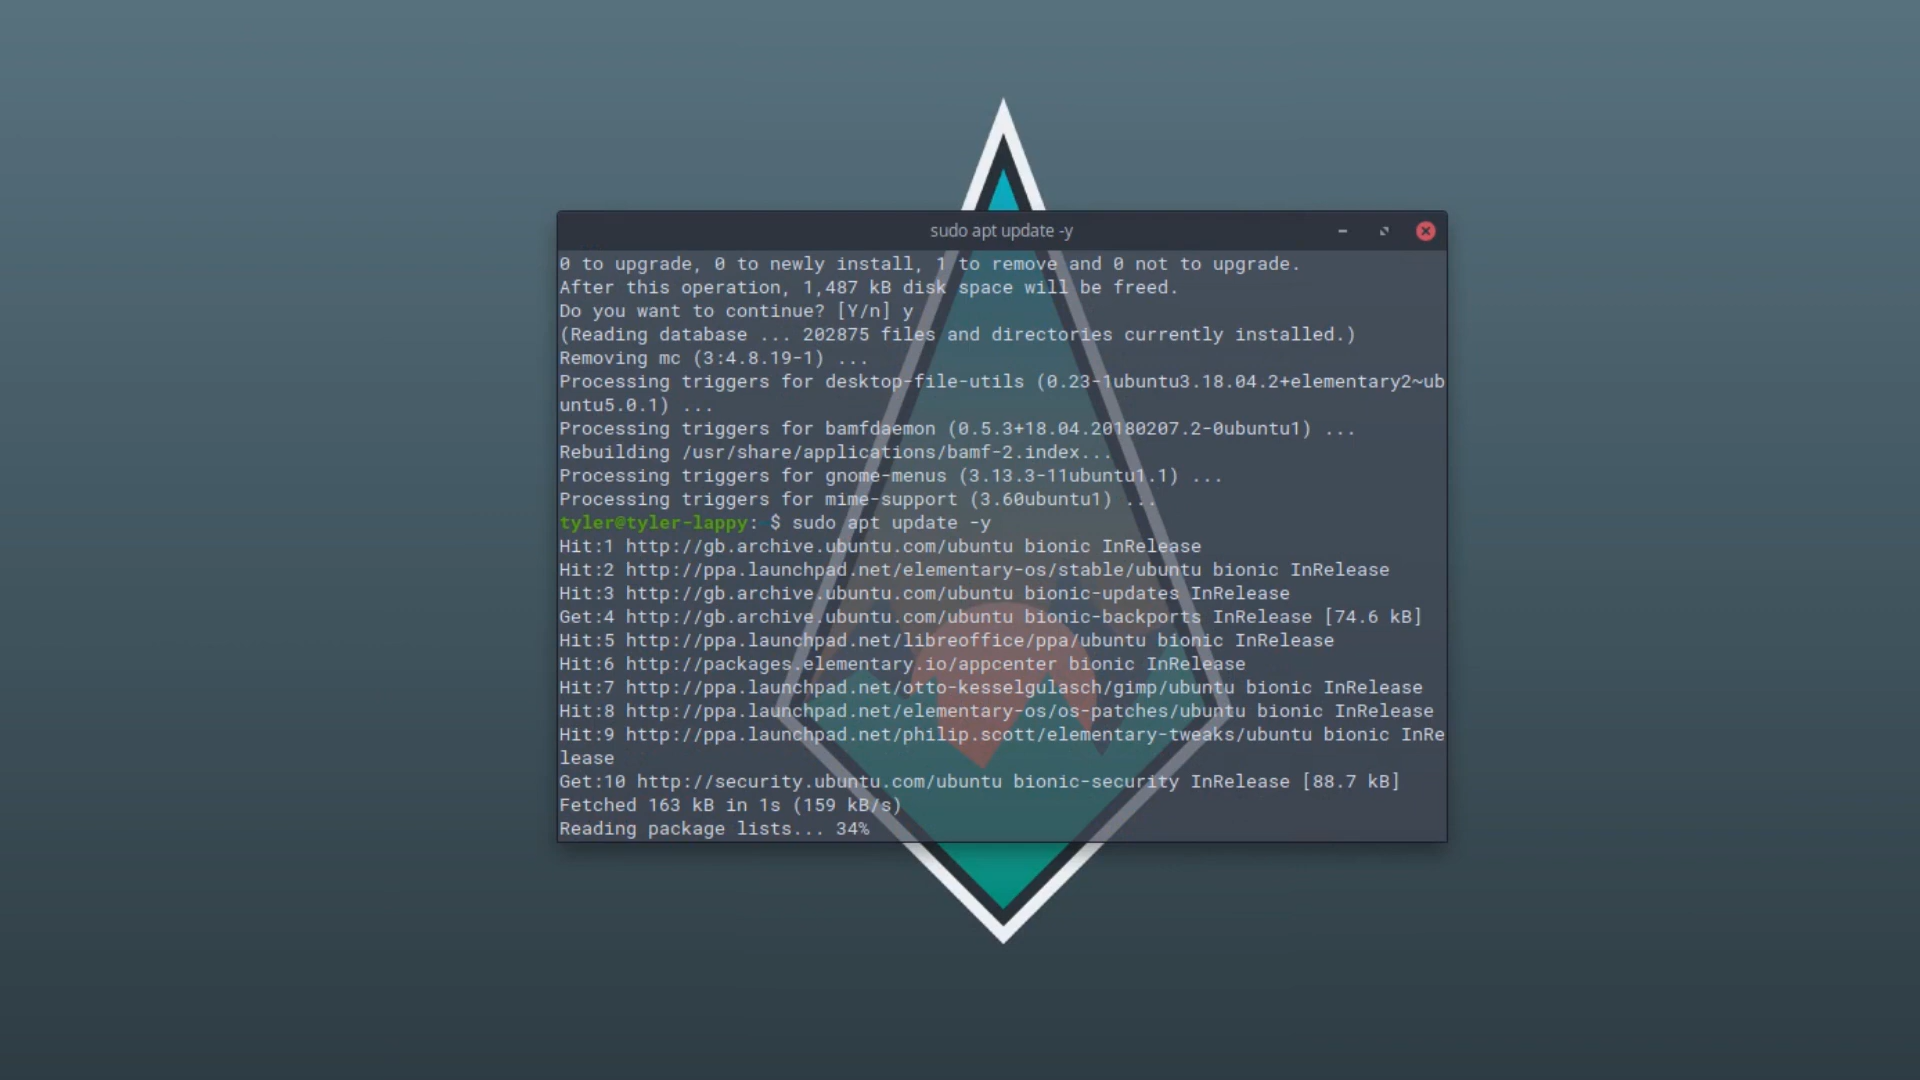 sudo apt update -y
0 to upgrade, 0 to newly install, 1 to remove and 0 not to upgrade.
After this operation, 1,487 kB disk space will be freed.
Do you want to continue? [Y/n] y
(Reading database ... 202875 files and directories currently installed.)
Removing mc (3:4.8.19-1) ...
Processing triggers for desktop-file-utils (0.23-1ubuntu3.18.04.2+elementary2~ub
untu5.0.1) ...
Processing triggers for bamfdaemon (0.5.3+18.04.20180207.2-0ubuntu1) ...
Rebuilding /usr/share/applications/bamf-2.index...
Processing triggers for gnome-menus (3.13.3-11ubuntu1.1) ...
Processing triggers for mime-support (3.60ubuntu1) ...
tyler@tyler-lappy:~$ sudo apt update -y
Hit:1 http://gb.archive.ubuntu.com/ubuntu bionic InRelease
Hit:2 http://ppa.launchpad.net/elementary-os/stable/ubuntu bionic InRelease
Hit:3 http://gb.archive.ubuntu.com/ubuntu bionic-updates InRelease
Get:4 http://gb.archive.ubuntu.com/ubuntu bionic-backports InRelease [74.6 kB]
Hit:5 http://ppa.launchpad.net/libreoffice/ppa/ubuntu bionic InRelease
Hit:6 http://packages.elementary.io/appcenter bionic InRelease
Hit:7 http://ppa.launchpad.net/otto-kesselgulasch/gimp/ubuntu bionic InRelease
Hit:8 http://ppa.launchpad.net/elementary-os/os-patches/ubuntu bionic InRelease
Hit:9 http://ppa.launchpad.net/philip.scott/elementary-tweaks/ubuntu bionic InRe
lease
Get:10 http://security.ubuntu.com/ubuntu bionic-security InRelease [88.7 kB]
Fetched 163 kB in 1s (159 kB/s)
Reading package lists... 34%